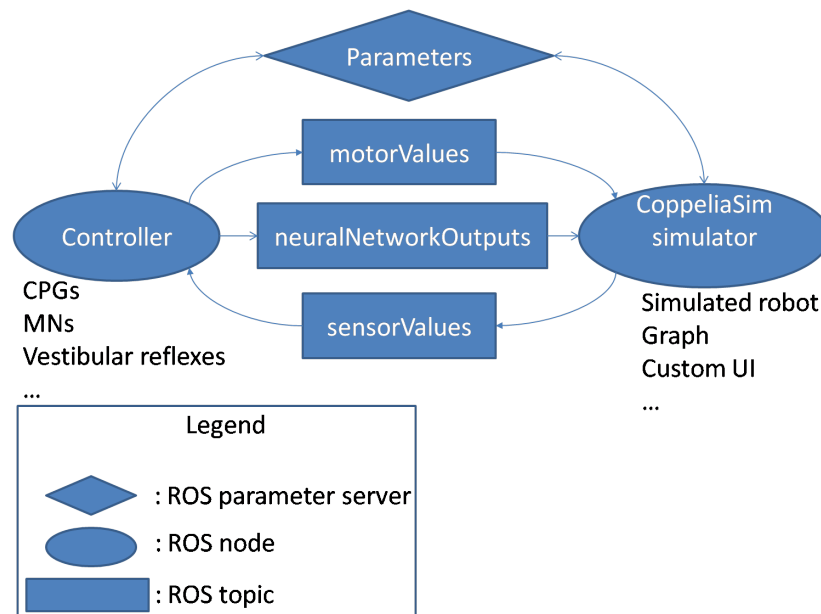 Parameters
motorValues
Controller
neuralNetworkOutputs
CoppeliaSim
simulator
sensorValues
CPGs
MNs
Vestibular reflexes
...
Simulated robot
Graph
Custom UI
...
Legend
: ROS parameter server
: ROS node
: ROS topic